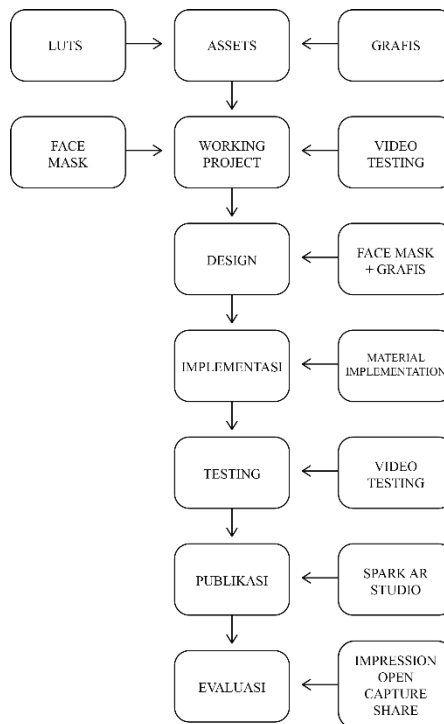 LUTS
ASSETS
GRAFIS
FACE
MASK
WORKING
PROJECT
VIDEO
TESTING
DESIGN
FACE MASK
+ GRAFIS
IMPLEMENTASI
MATERIAL
IMPLEMENTATION
TESTING
VIDEO
TESTING
PUBLIKASI
SPARK AR
STUDIO
EVALUASI
IMPRESSION
OPEN
CAPTURE
SHARE